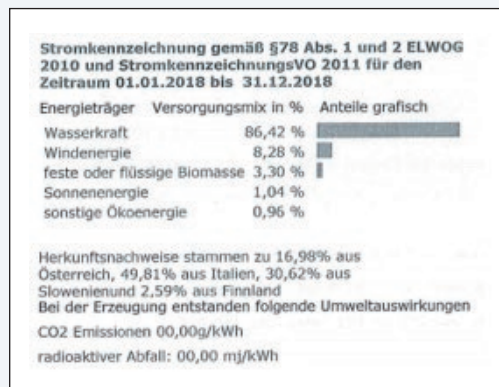 Stromkennzeichnung gemäß §78 Abs. 1 und 2 ELWOG
2010 und StromkennzeichnungsVO 2011 für den
Zeitraum 01.01.2018 bis 31.12.2018
Energieträger Versorgungsmix in % Anteile grafisch
Wasserkraft 86,42 %
Windenergie 8,28 %
feste oder flüssige Biomasse 3,30 %
Sonnenenergie 1,04 %
sonstige Ökoenergie 0,96 %
Herkunftsnachweise stammen zu 16,98% aus
Österreich, 49,81% aus Italien, 30,62% aus
Slowenienund 2,59% aus Finnland
Bei der Erzeugung entstanden folgende Umweltauswirkungen
CO2 Emissionen 00,00g/kWh
radioaktiver Abfall: 00,00 mj/kWh